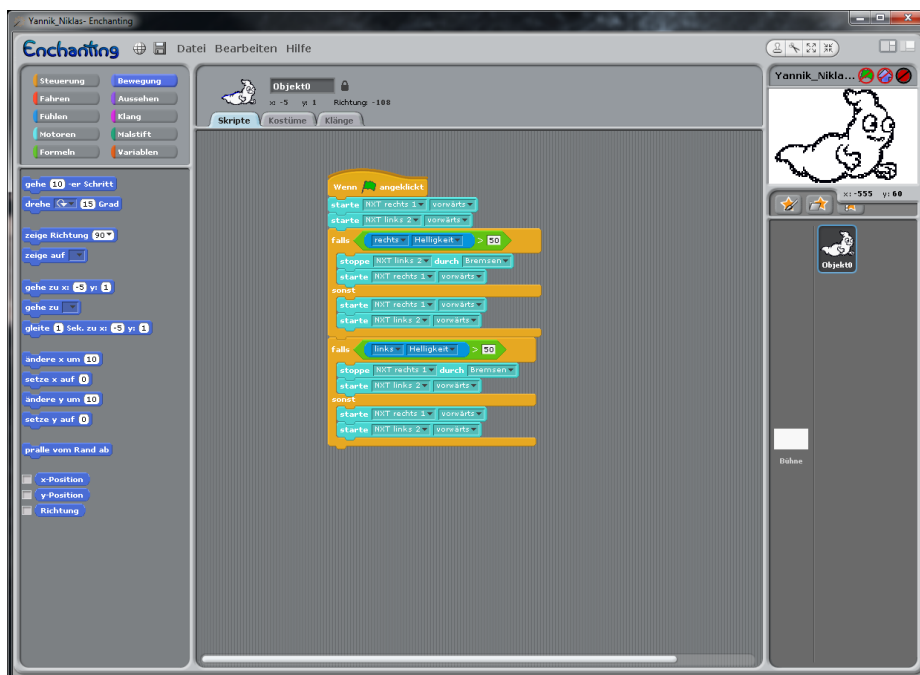 Yannik_Niklas- Enchanting
Enchanting Datei Bearbeiten Hilfe
Steuerung Bewegung
Fahren Aussehen
Fühlen Klang
Motoren Malstift
Formeln Variablen
gehe 10 -er Schritt
drehe 15 Grad
zeige Richtung 90
zeige auf
gehe zu x: -5 y: 1
gehe zu
gleite 1 Sek. zu x: -5 y: 1
ändere x um 10
setze x auf 0
ändere y um 10
setze y auf 0
pralle vom Rand ab
x-Position
y-Position
Richtung
Objekt0
x: -5 y: 1 Richtung -108
Skripte Kostüme Klänge
Wenn angeklickt
starte NXT rechts 1 vorwärts
starte NXT links 2 vorwärts
falls rechts Helligkeit > 50
stoppe NXT links 2 durch Bremsen
starte NXT rechts 1 vorwärts
sonst
starte NXT rechts 1 vorwärts
starte NXT links 2 vorwärts
falls links Helligkeit > 50
stoppe NXT rechts 1 durch Bremsen
starte NXT links 2 vorwärts
sonst
starte NXT rechts 1 vorwärts
starte NXT links 2 vorwärts
Yannik_Nikla...
x: -555 y: 60
Objekt0
Bühne